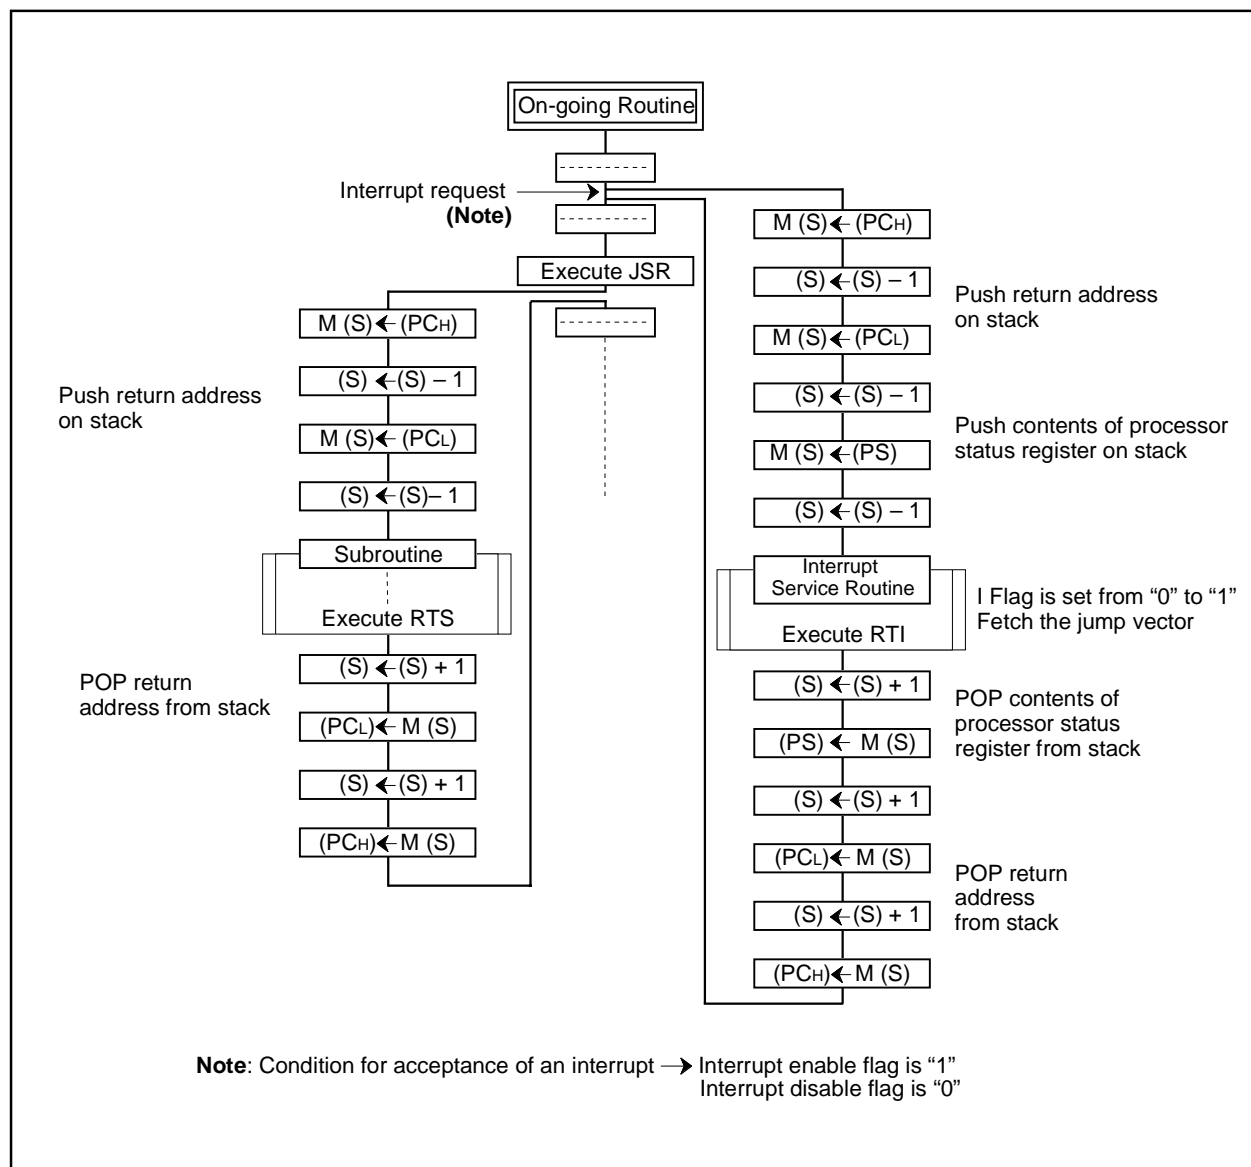 On-going Routine
Interrupt request
(Note)
Execute JSR
M (S) ← (PCH)
(S) ← (S) – 1
M (S) ← (PCL)
(S) ← (S) – 1
Push return address
on stack
Subroutine
Execute RTS
(S) ← (S) + 1
(PCL) ← M (S)
(S) ← (S) + 1
(PCH) ← M (S)
POP return
address from stack
M (S) ← (PCH)
(S) ← (S) – 1
M (S) ← (PCL)
(S) ← (S) – 1
M (S) ← (PS)
(S) ← (S) – 1
Push return address
on stack
Push contents of processor
status register on stack
Interrupt
Service Routine
Execute RTI
I Flag is set from “0” to “1”
Fetch the jump vector
(S) ← (S) + 1
(PS) ← M (S)
(S) ← (S) + 1
(PCL) ← M (S)
(S) ← (S) + 1
(PCH) ← M (S)
POP contents of
processor status
register from stack
POP return
address
from stack
Note: Condition for acceptance of an interrupt → Interrupt enable flag is “1”
Interrupt disable flag is “0”